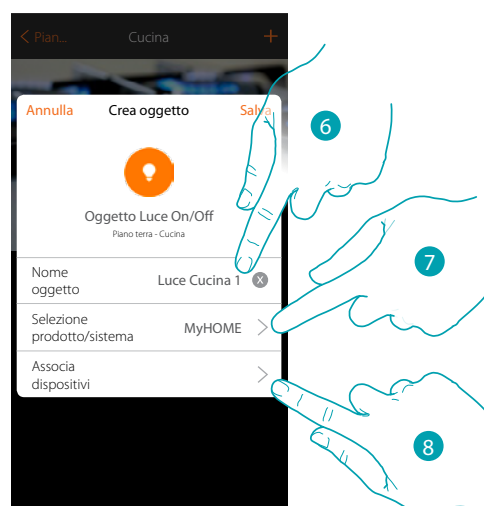 < Pian... Cucina +
Annulla Crea oggetto Salva
6
Oggetto Luce On/Off
Piano terra - Cucina
7
Nome
oggetto
Luce Cucina 1 X
Selezione
prodotto/sistema
MyHOME >
Associa
dispositivi
>
8